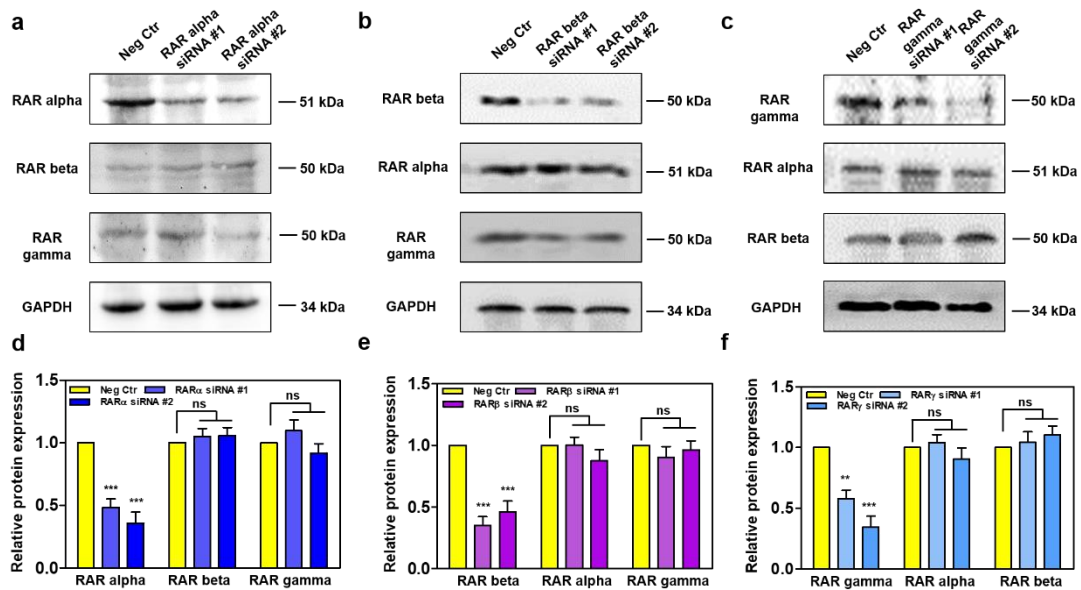 a
Neg Ctr
RAR alpha
siRNA #1
RAR alpha
siRNA #2
RAR alpha
51 kDa
RAR beta
50 kDa
RAR
gamma
50 kDa
GAPDH
34 kDa
b
Neg Ctr
RAR beta
siRNA #1
RAR beta
siRNA #2
RAR beta
50 kDa
RAR alpha
51 kDa
RAR
gamma
50 kDa
GAPDH
34 kDa
c
Neg Ctr
RAR
gamma
siRNA #1
RAR
gamma
siRNA #2
RAR
gamma
50 kDa
RAR alpha
51 kDa
RAR beta
50 kDa
GAPDH
34 kDa
d
Relative protein expression
1.5
1.0
0.5
0.0
Neg Ctr
RARα siRNA #1
RARα siRNA #2
***
***
ns
ns
RAR alpha
RAR beta
RAR gamma
e
Relative protein expression
1.5
1.0
0.5
0.0
Neg Ctr
RARβ siRNA #1
RARβ siRNA #2
***
***
ns
ns
RAR beta
RAR alpha
RAR gamma
f
Relative protein expression
1.5
1.0
0.5
0.0
Neg Ctr
RARγ siRNA #1
RARγ siRNA #2
**
***
ns
ns
RAR gamma
RAR alpha
RAR beta